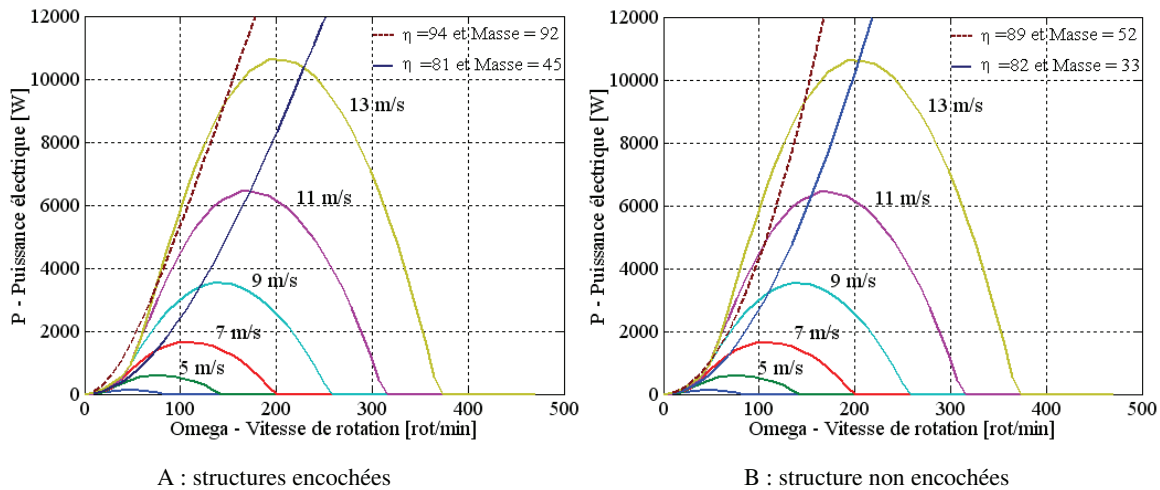 12000
10000
8000
6000
4000
2000
0
P - Puissance électrique [W]
η =94 et Masse = 92
η =81 et Masse = 45
13 m/s
11 m/s
9 m/s
7 m/s
5 m/s
0 100 200 300 400 500
Omega - Vitesse de rotation [rot/min]
A : structures encochées
12000
10000
8000
6000
4000
2000
0
P - Puissance électrique [W]
η =89 et Masse = 52
η =82 et Masse = 33
13 m/s
11 m/s
9 m/s
7 m/s
5 m/s
0 100 200 300 400 500
Omega - Vitesse de rotation [rot/min]
B : structure non encochées